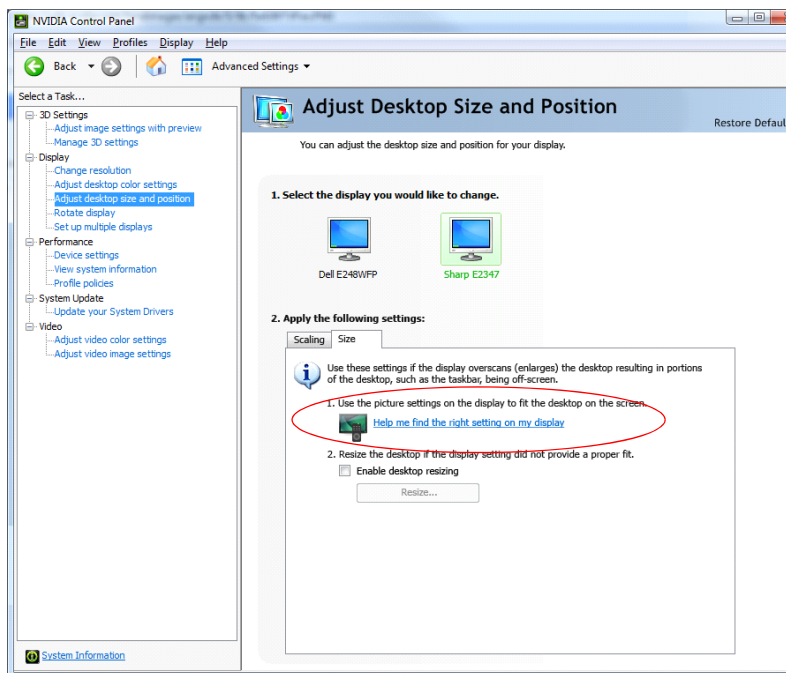 NVIDIA Control Panel
File Edit View Profiles Display Help
Back Advanced Settings
Select a Task...
3D Settings
Adjust image settings with preview
Manage 3D settings
Display
Change resolution
Adjust desktop color settings
Adjust desktop size and position
Rotate display
Set up multiple displays
Performance
Device settings
View system information
Profile policies
System Update
Update your System Drivers
Video
Adjust video color settings
Adjust video image settings
System Information
Adjust Desktop Size and Position
Restore Defaul
You can adjust the desktop size and position for your display.
1. Select the display you would like to change.
Dell E248WFP Sharp E2347
2. Apply the following settings:
Scaling Size
Use these settings if the display overscans (enlarges) the desktop resulting in portions
of the desktop, such as the taskbar, being off-screen.
1. Use the picture settings on the display to fit the desktop on the screen.
Help me find the right setting on my display
2. Resize the desktop if the display setting did not provide a proper fit.
Enable desktop resizing
Resize...